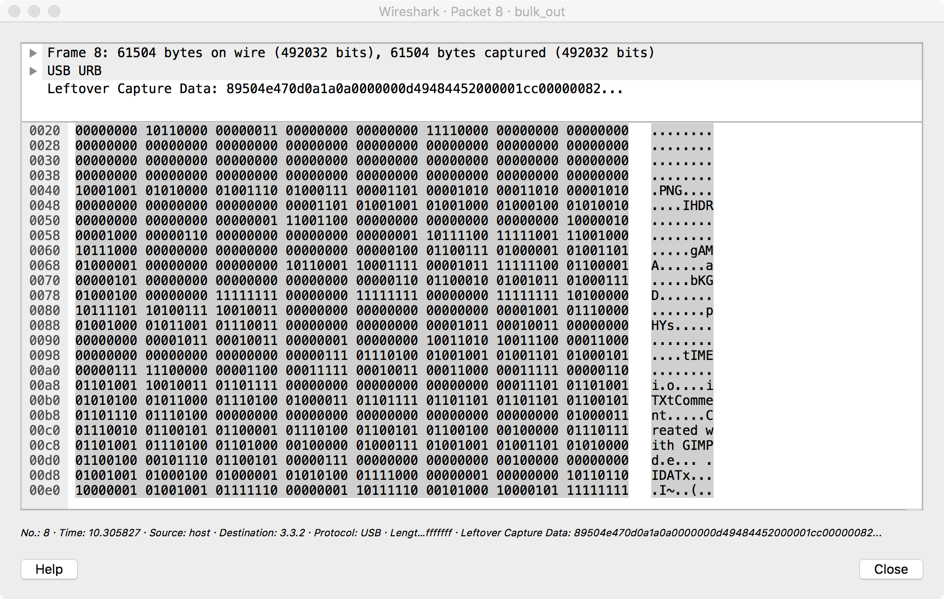 Wireshark · Packet 8 · bulk_out
Frame 8: 61504 bytes on wire (492032 bits), 61504 bytes captured (492032 bits)
USB URB
Leftover Capture Data: 89504e470d0a1a0a0000000d49484452000001cc00000082...
0020 00000000 10110000 00000011 00000000 00000000 11110000 00000000 00000000 ........
0028 00000000 00000000 00000000 00000000 00000000 00000000 00000000 00000000 ........
0030 00000000 00000000 00000000 00000000 00000000 00000000 00000000 00000000 ........
0038 00000000 00000000 00000000 00000000 00000000 00000000 00000000 00000000 ........
0040 10001001 01010000 01001110 01000111 00001101 00001010 00011010 00001010 .PNG....
0048 00000000 00000000 00000000 00001101 01001001 01001000 01000100 01010010 ....IHDR
0050 00000000 00000000 00000001 11001100 00000000 00000000 00000000 10000010 ........
0058 00001000 00000110 00000000 00000000 00000001 10111100 11111001 11001000 ........
0060 10111000 00000000 00000000 00000000 00000100 01100111 01000001 01001101 .....gAM
0068 01000001 00000000 00000000 10110001 10001111 00001011 11111100 01100001 A......a
0070 00000101 00000000 00000000 00000000 00000110 01100010 01001011 01000111 .....bKG
0078 01000100 00000000 11111111 00000000 11111111 00000000 11111111 10100000 D.......
0080 10111101 10100111 10010011 00000000 00000000 00000000 00001001 01110000 .......p
0088 01001000 01011001 01110011 00000000 00000000 00001011 00010011 00000000 HYs.....
0090 00000000 00001011 00010011 00000001 00000000 10011010 10011100 00011000 ........
0098 00000000 00000000 00000000 00000111 01110100 01001001 01001101 01000101 ....tIME
00a0 00000111 11100000 00001100 00011111 00010011 00011000 00011111 00000110 ........
00a8 01101001 10010011 01101111 00000000 00000000 00000000 00011101 01101001 i.o....i
00b0 01010100 01011000 01110100 01000011 01101111 01101101 01101101 01100101 TXtComme
00b8 01101110 01110100 00000000 00000000 00000000 00000000 00000000 01000011 nt.....C
00c0 01110010 01100101 01100001 01110100 01100101 01100100 00100000 01110111 reated w
00c8 01101001 01110100 01101000 00100000 01000111 01001001 01001101 01010000 ith GIMP
00d0 01100100 00101110 01100101 00000111 00000000 00000000 00100000 00000000 d.e... .
00d8 01001001 01000100 01000001 01010100 01111000 00000001 00000000 10110110 IDATx...
00e0 10000001 01001001 01111110 00000001 10111110 00101000 10000101 11111111 .I~..(..
No.: 8 · Time: 10.305827 · Source: host · Destination: 3.3.2 · Protocol: USB · Lengt...fffffff · Leftover Capture Data: 89504e470d0a1a0a0000000d49484452000001cc00000082...
Help
Close